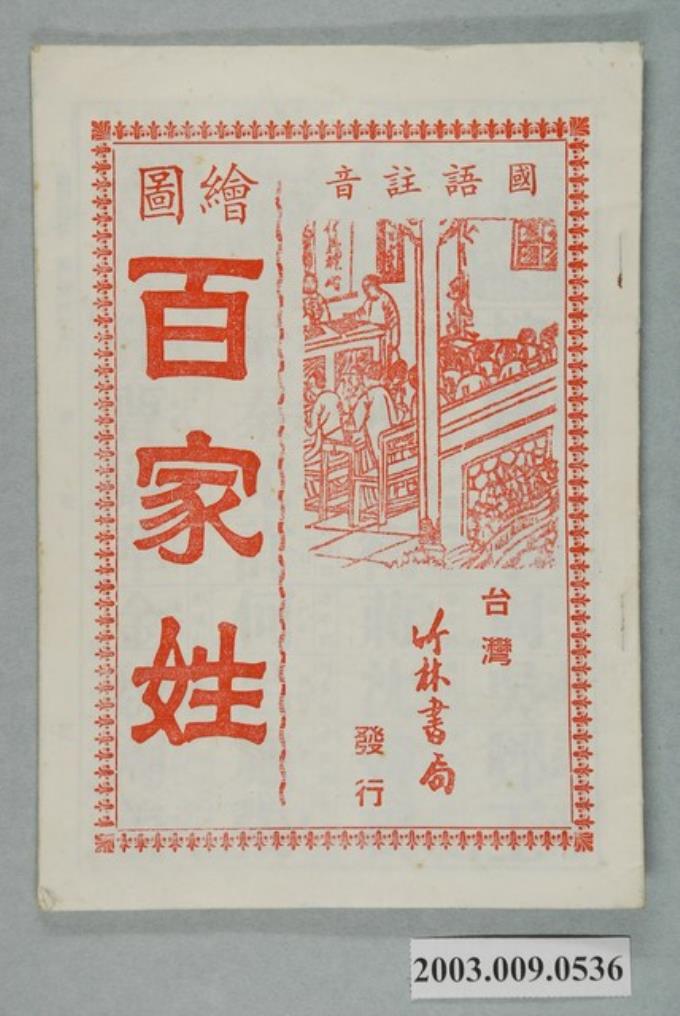 國語註音
繪圖
百家姓
台灣
竹林書局
發行
2003.009.0536